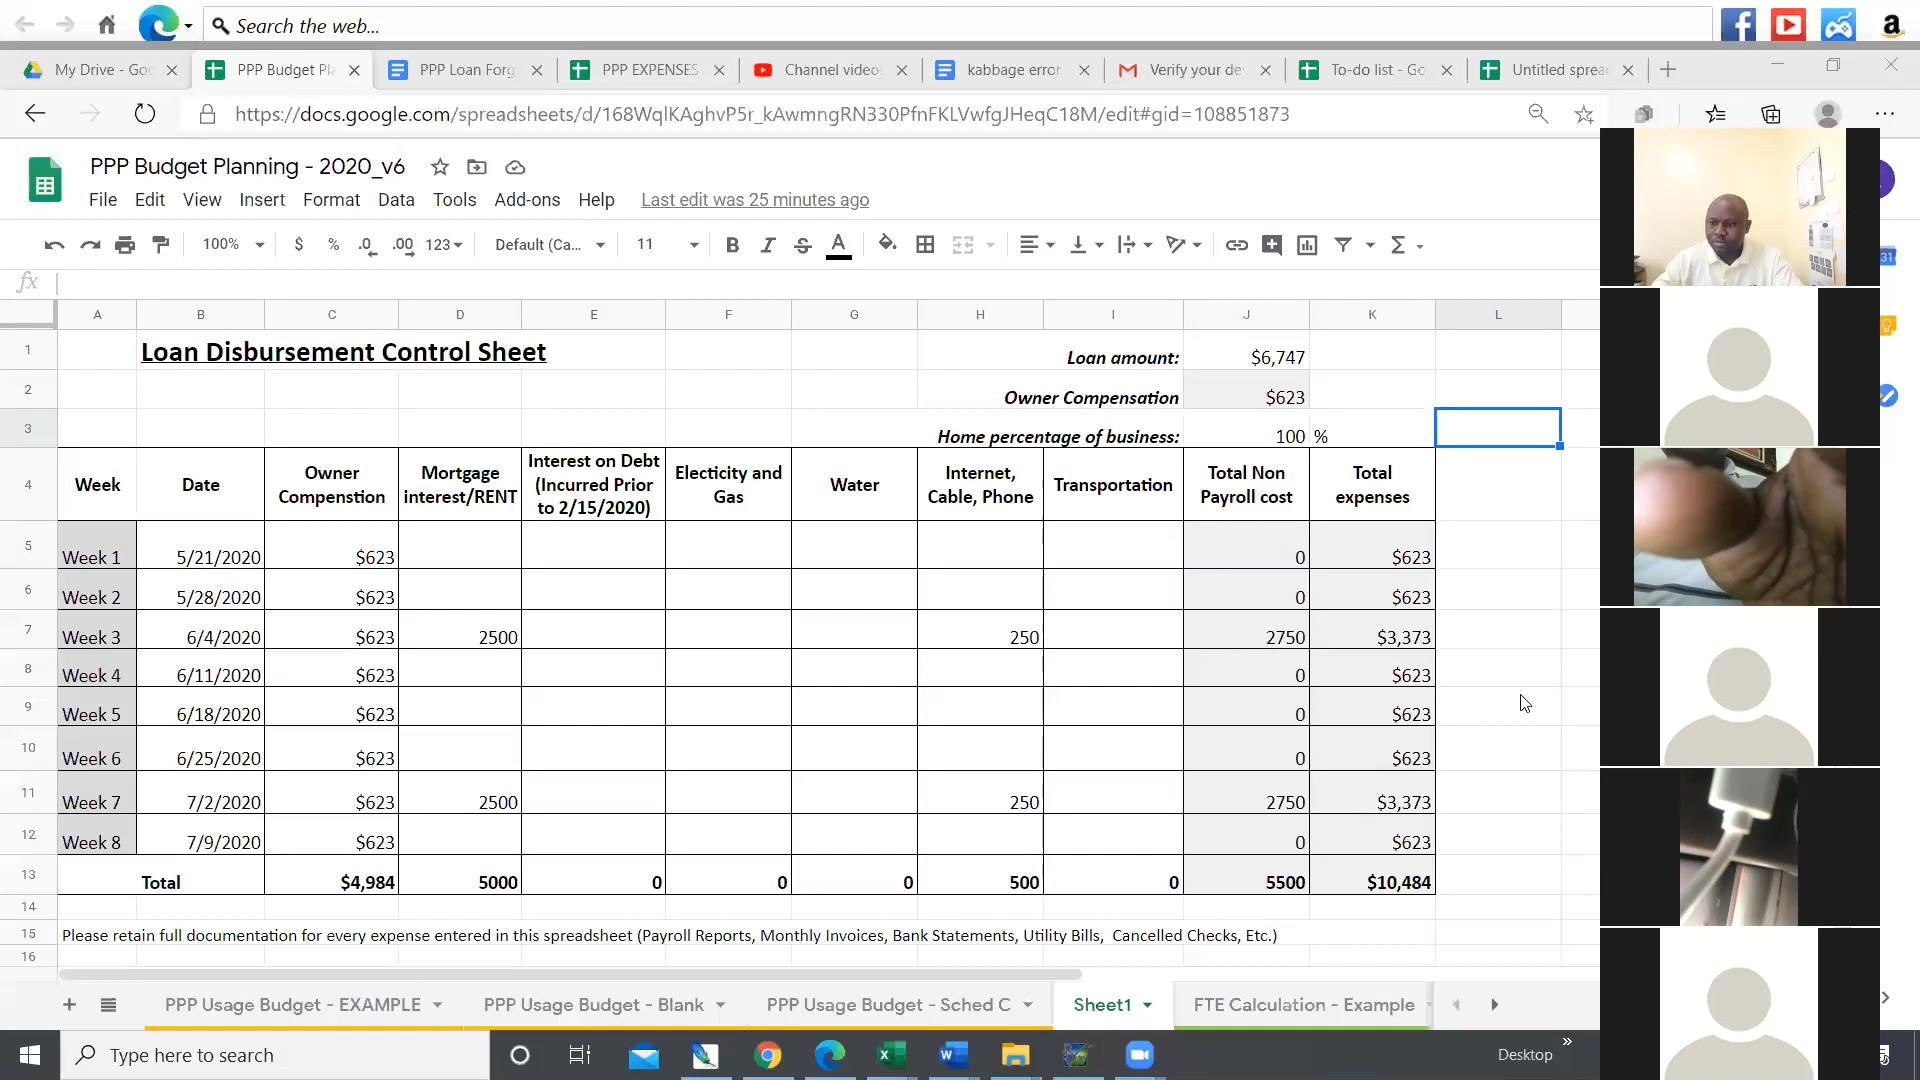 Search the web...
My Drive - Go
PPP Budget Pla
PPP Loan Forg
PPP EXPENSES
Channel video
kabbage error
Verify your de
To-do list - Go
Untitled sprea
https://docs.google.com/spreadsheets/d/168WqlKAghvP5r_kAwmngRN330PfnFKLVwfgJHeqC18M/edit#gid=108851873
PPP Budget Planning - 2020_v6
File Edit View Insert Format Data Tools Add-ons Help Last edit was 25 minutes ago
100% $ % .0 .00 123 Default (Ca... 11 B I S A
fx
A B C D E F G H I J K L
1 Loan Disbursement Control Sheet Loan amount: $6,747
2 Owner Compensation $623
3 Home percentage of business: 100 %
4 Week Date Owner Compenstion Mortgage interest/RENT Interest on Debt (Incurred Prior to 2/15/2020) Electicity and Gas Water Internet, Cable, Phone Transportation Total Non Payroll cost Total expenses
5 Week 1 5/21/2020 $623 0 $623
6 Week 2 5/28/2020 $623 0 $623
7 Week 3 6/4/2020 $623 2500 250 2750 $3,373
8 Week 4 6/11/2020 $623 0 $623
9 Week 5 6/18/2020 $623 0 $623
10 Week 6 6/25/2020 $623 0 $623
11 Week 7 7/2/2020 $623 2500 250 2750 $3,373
12 Week 8 7/9/2020 $623 0 $623
13 Total $4,984 5000 0 0 0 500 0 5500 $10,484
14
15 Please retain full documentation for every expense entered in this spreadsheet (Payroll Reports, Monthly Invoices, Bank Statements, Utility Bills, Cancelled Checks, Etc.)
16
PPP Usage Budget - EXAMPLE PPP Usage Budget - Blank PPP Usage Budget - Sched C Sheet1 FTE Calculation - Example
Type here to search
Desktop